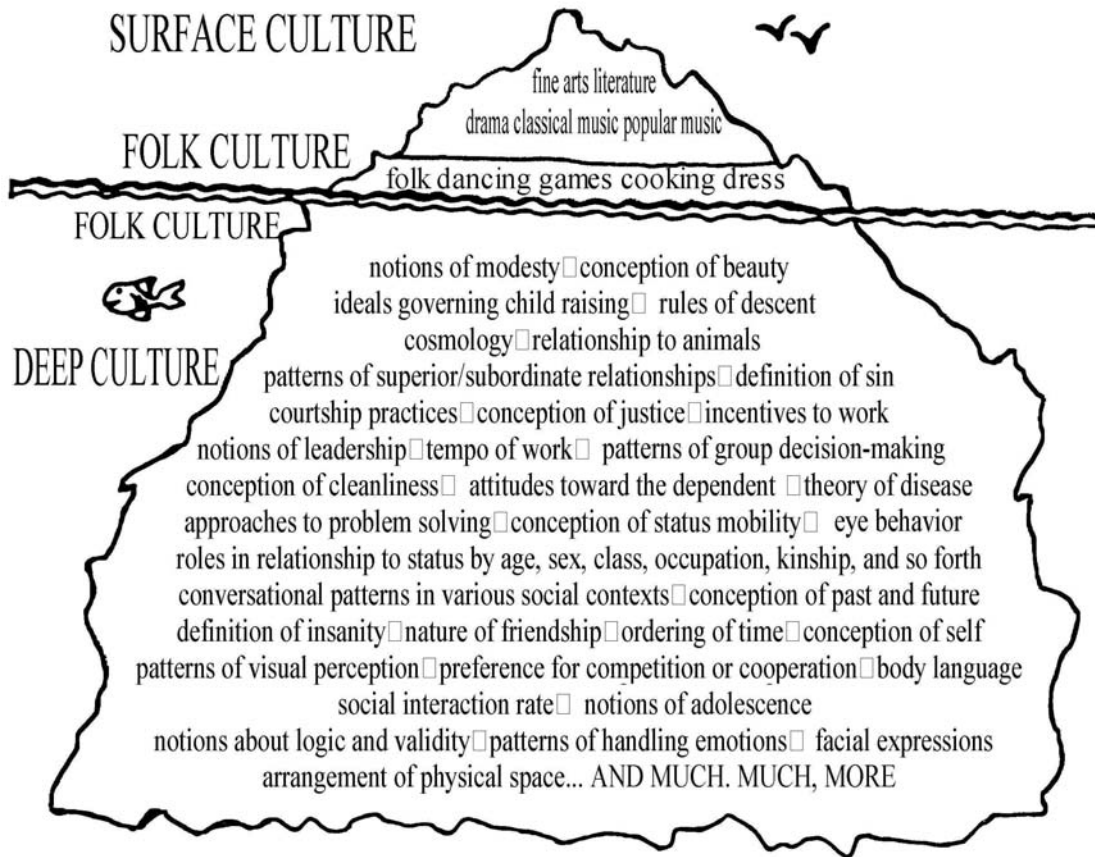 SURFACE CULTURE
fine arts literature
drama classical music popular music
FOLK CULTURE
folk dancing games cooking dress
FOLK CULTURE
notions of modesty□conception of beauty
ideals governing child raising□ rules of descent
cosmology□relationship to animals
DEEP CULTURE
patterns of superior/subordinate relationships□definition of sin
courtship practices□conception of justice□incentives to work
notions of leadership□tempo of work□ patterns of group decision-making
conception of cleanliness□ attitudes toward the dependent □theory of disease
approaches to problem solving□conception of status mobility□ eye behavior
roles in relationship to status by age, sex, class, occupation, kinship, and so forth
conversational patterns in various social contexts□conception of past and future
definition of insanity□nature of friendship□ordering of time□conception of self
patterns of visual perception□preference for competition or cooperation□body language
social interaction rate□ notions of adolescence
notions about logic and validity□patterns of handling emotions□ facial expressions
arrangement of physical space... AND MUCH. MUCH, MORE